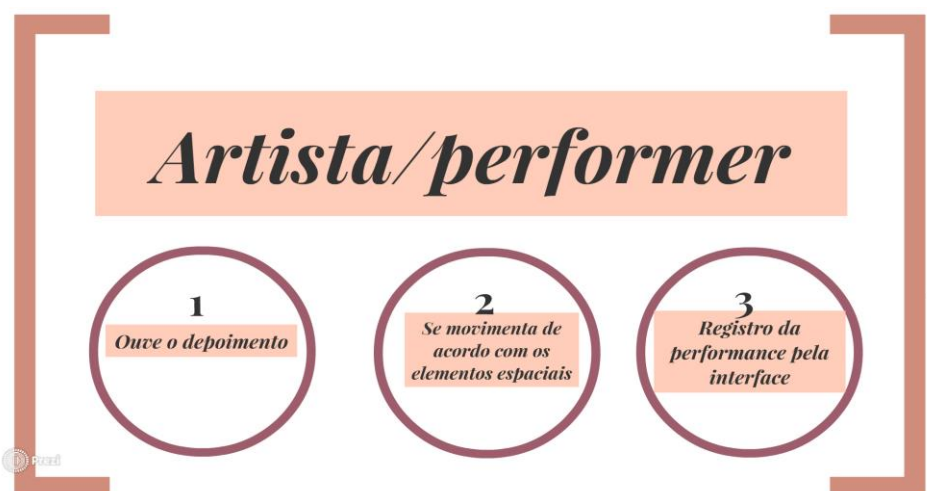 Artista/performer
1
Ouve o depoimento
2
Se movimenta de
acordo com os
elementos espaciais
3
Registro da
performance pela
interface
Prezi